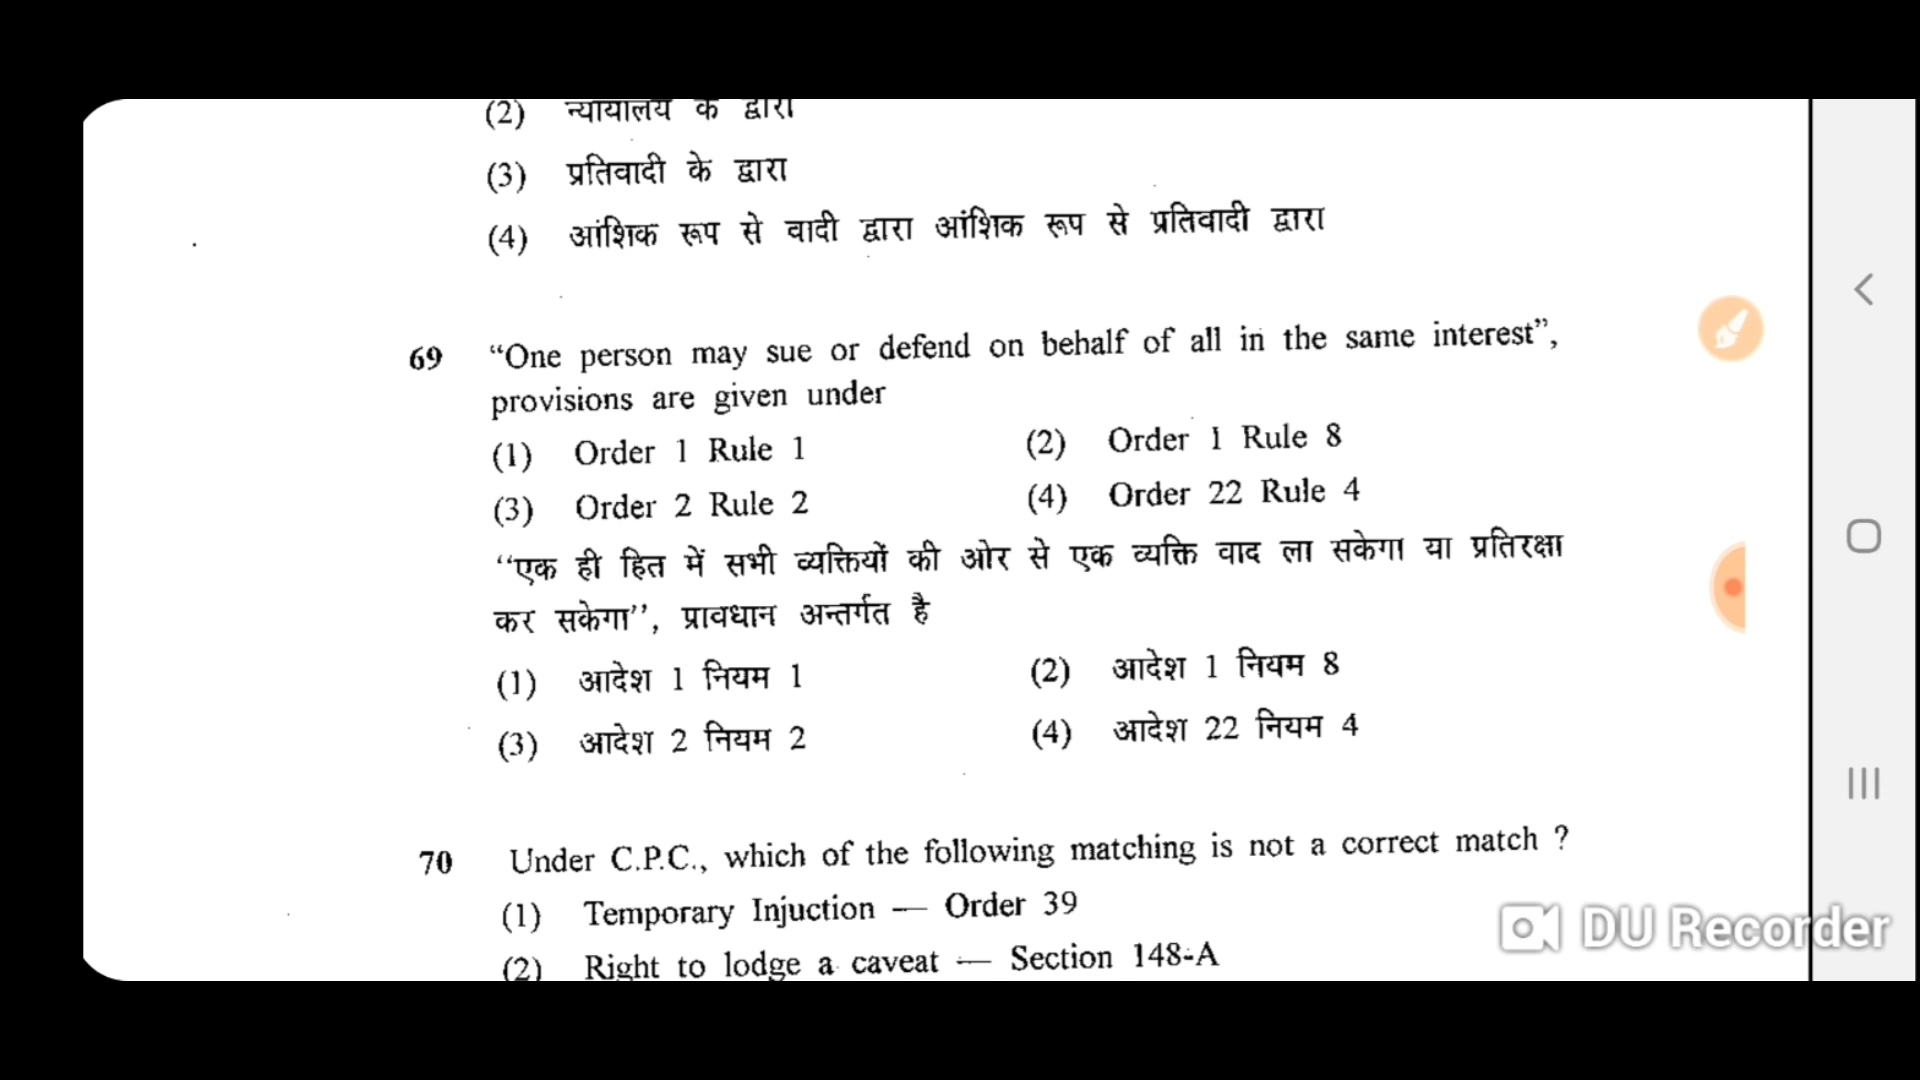 (2) न्यायालय के द्वारा
(3) प्रतिवादी के द्वारा
(4) आंशिक रूप से वादी द्वारा आंशिक रूप से प्रतिवादी द्वारा
69 “One person may sue or defend on behalf of all in the same interest”,
provisions are given under
(1) Order 1 Rule 1 (2) Order 1 Rule 8
(3) Order 2 Rule 2 (4) Order 22 Rule 4
‘‘एक ही हित में सभी व्यक्तियों की ओर से एक व्यक्ति वाद ला सकेगा या प्रतिरक्षा
कर सकेगा’’, प्रावधान अन्तर्गत है
(1) आदेश 1 नियम 1 (2) आदेश 1 नियम 8
(3) आदेश 2 नियम 2 (4) आदेश 22 नियम 4
70 Under C.P.C., which of the following matching is not a correct match ?
(1) Temporary Injuction — Order 39
(2) Right to lodge a caveat — Section 148-A
DU Recorder